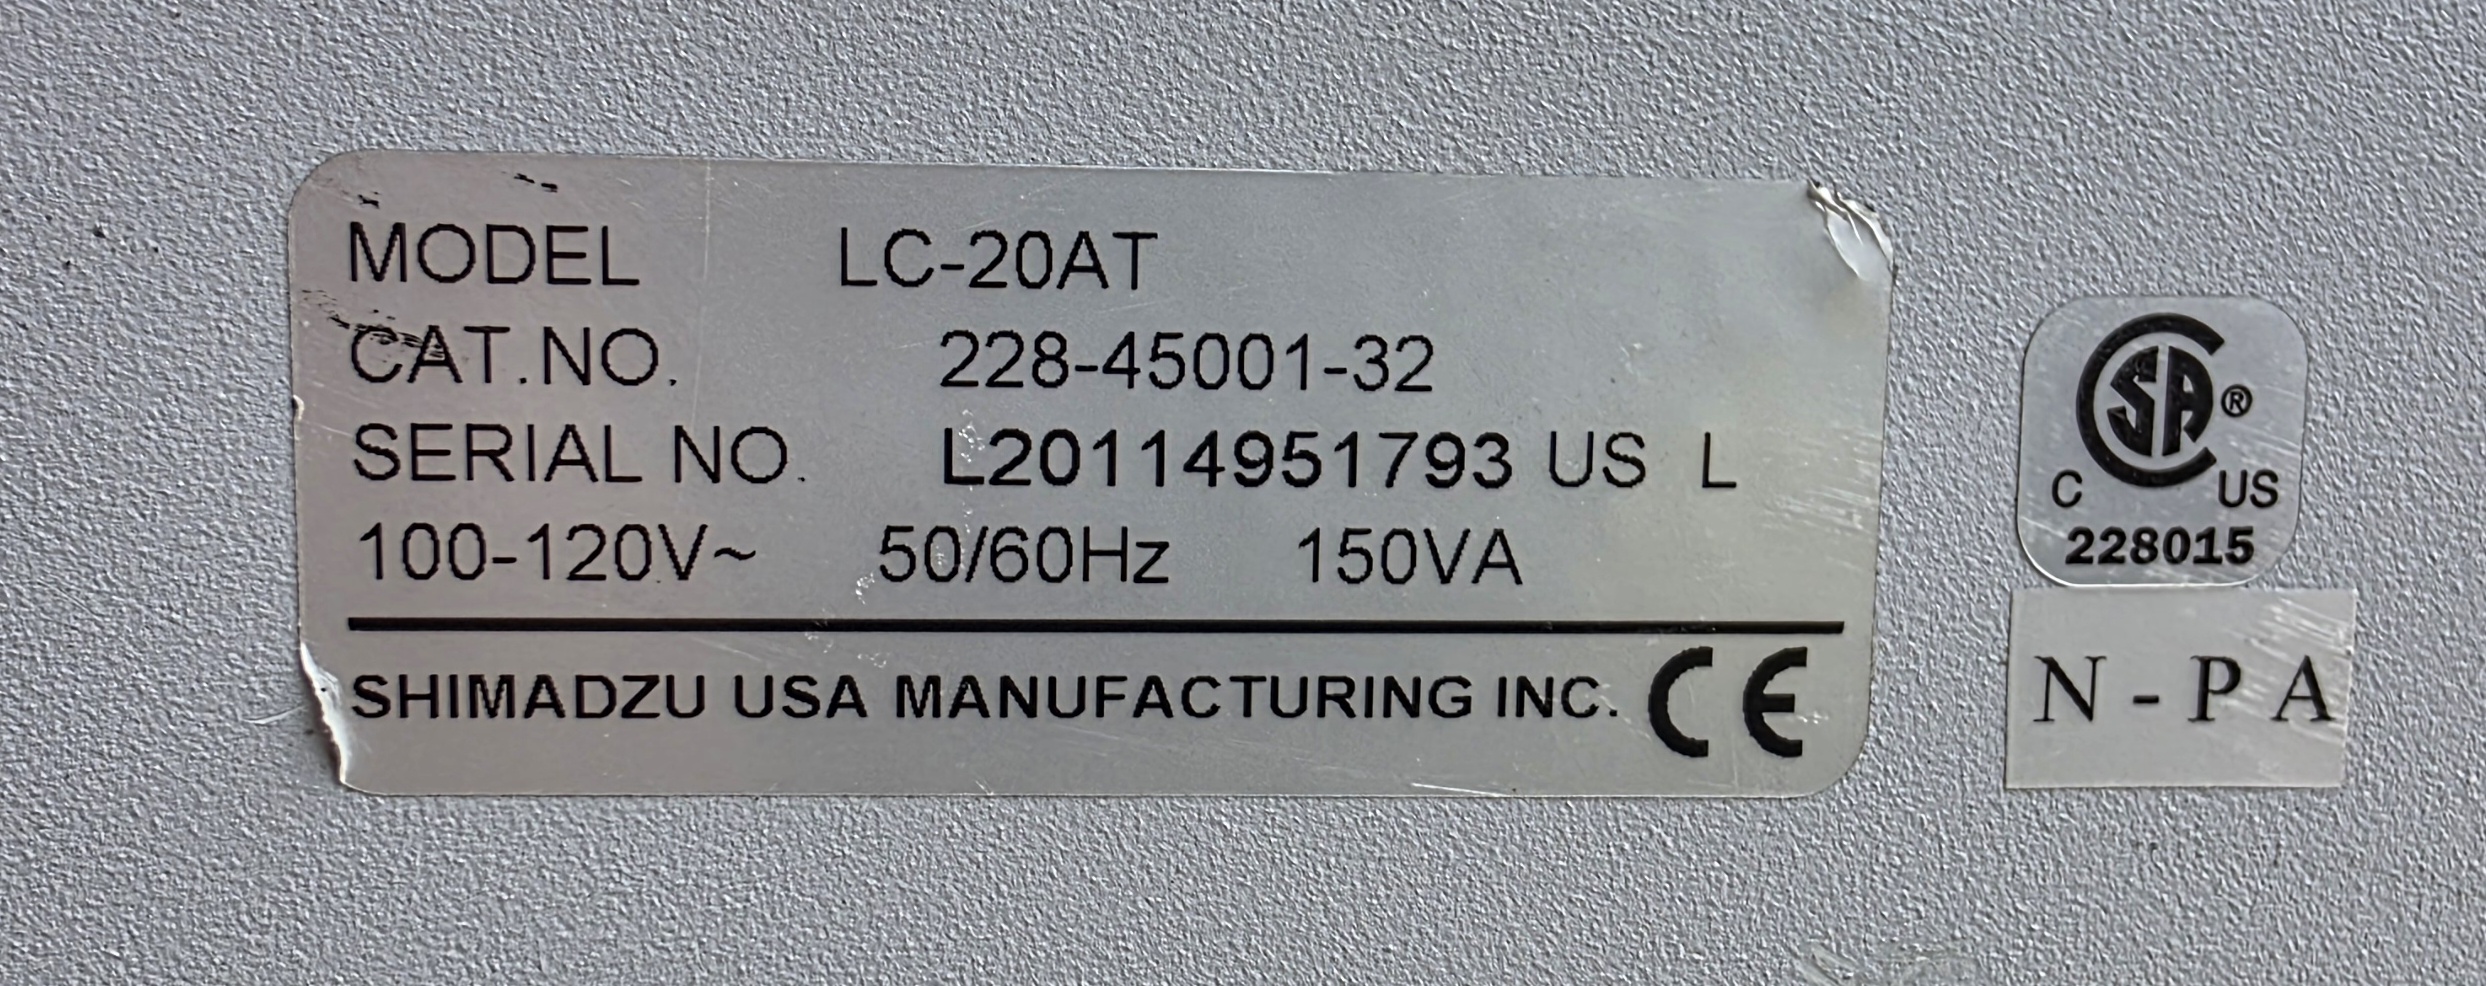 MODEL LC-20AT
CAT.NO. 228-45001-32
SERIAL NO. L20114951793 US L
100-120V~ 50/60Hz 150VA
SHIMADZU USA MANUFACTURING INC. CE
SA ®
C US
228015
N-PA